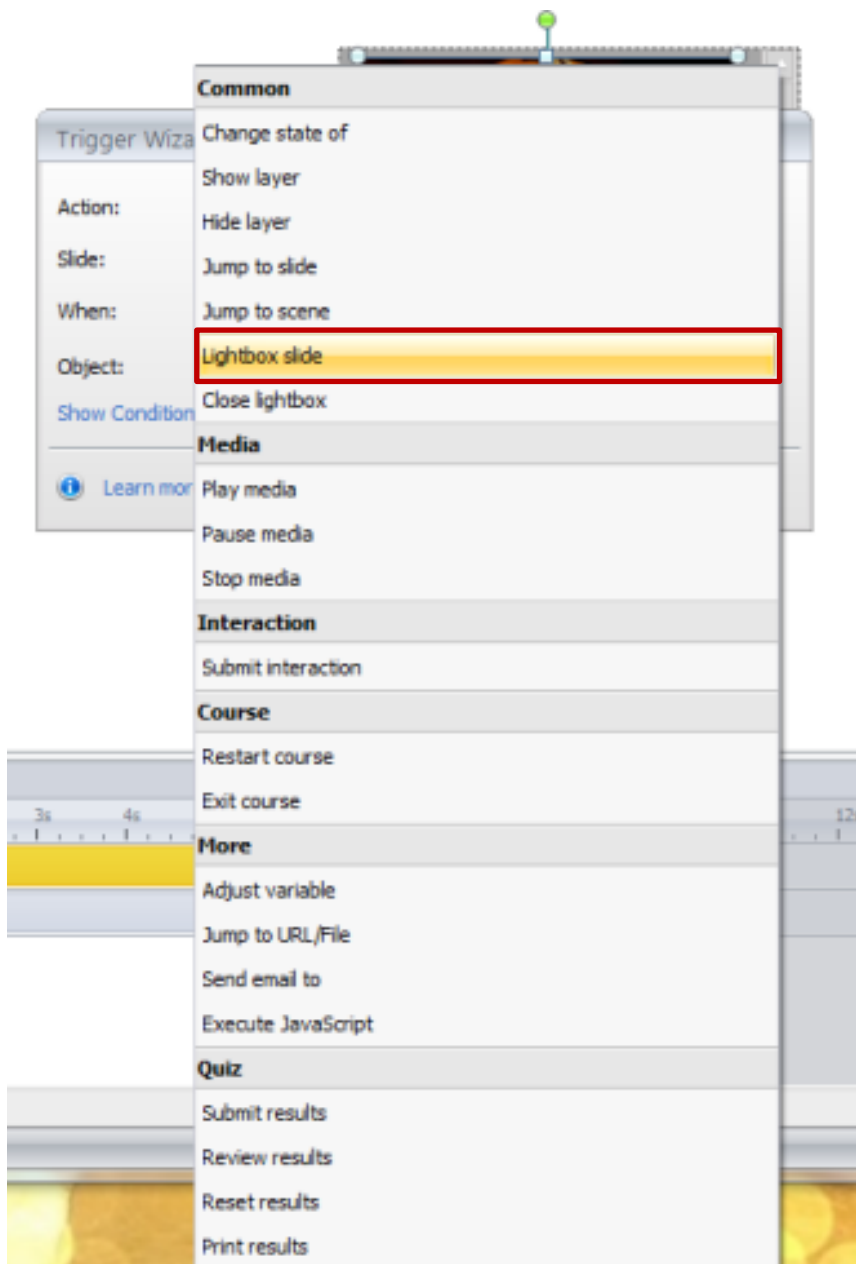 Common
Trigger Wiza
Change state of
Show layer
Action:
Hide layer
Slide:
Jump to slide
When:
Jump to scene
Lightbox slide
Object:
Close lightbox
Show Condition
Media
Learn mor
Play media
Pause media
Stop media
Interaction
Submit interaction
Course
Restart course
Exit course
3s 4s 12s
More
Adjust variable
Jump to URL/File
Send email to
Execute JavaScript
Quiz
Submit results
Review results
Reset results
Print results